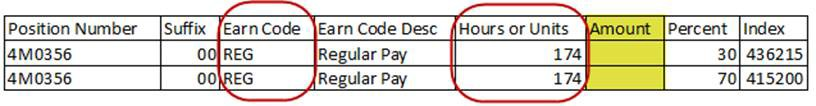 Position Number Suffix Earn Code Earn Code Desc Hours or Units Amount Percent Index
4M0356 00 REG Regular Pay 174 30 436215
4M0356 00 REG Regular Pay 174 70 415200